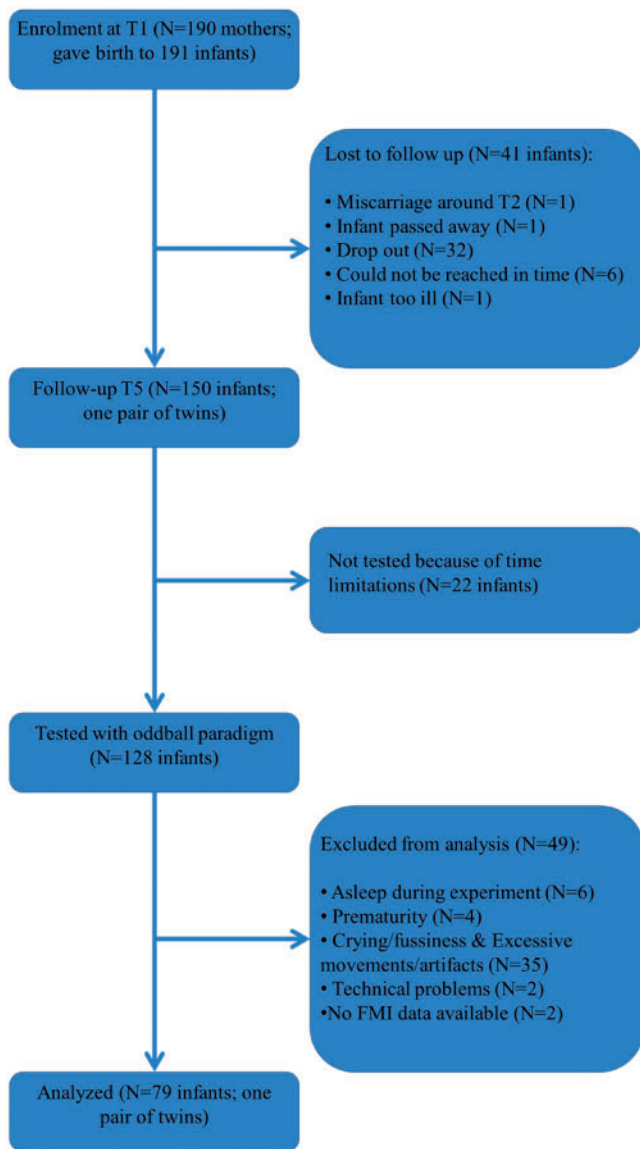 Enrolment at T1 (N=190 mothers;
gave birth to 191 infants)
Lost to follow up (N=41 infants):
• Miscarriage around T2 (N=1)
• Infant passed away (N=1)
• Drop out (N=32)
• Could not be reached in time (N=6)
• Infant too ill (N=1)
Follow-up T5 (N=150 infants;
one pair of twins)
Not tested because of time
limitations (N=22 infants)
Tested with oddball paradigm
(N=128 infants)
Excluded from analysis (N=49):
• Asleep during experiment (N=6)
• Prematurity (N=4)
• Crying/fussiness & Excessive
movements/artifacts (N=35)
• Technical problems (N=2)
•No FMI data available (N=2)
Analyzed (N=79 infants; one
pair of twins)